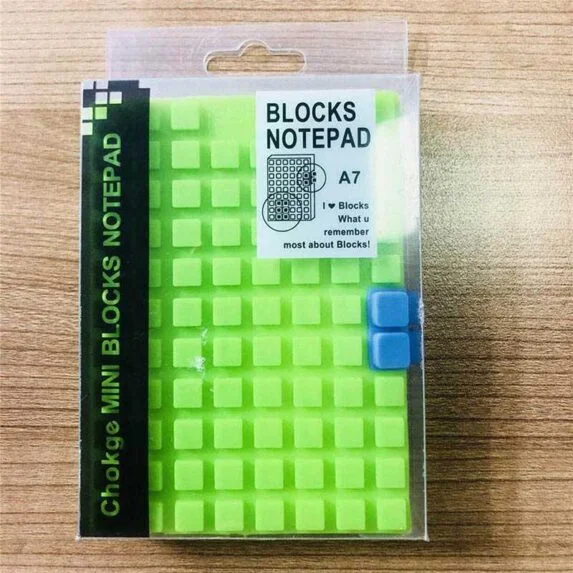 BLOCKS
NOTEPAD
A7
I ❤ Blocks
What u
remember
most about Blocks!
Chokge MINI BLOCKS NOTEPAD